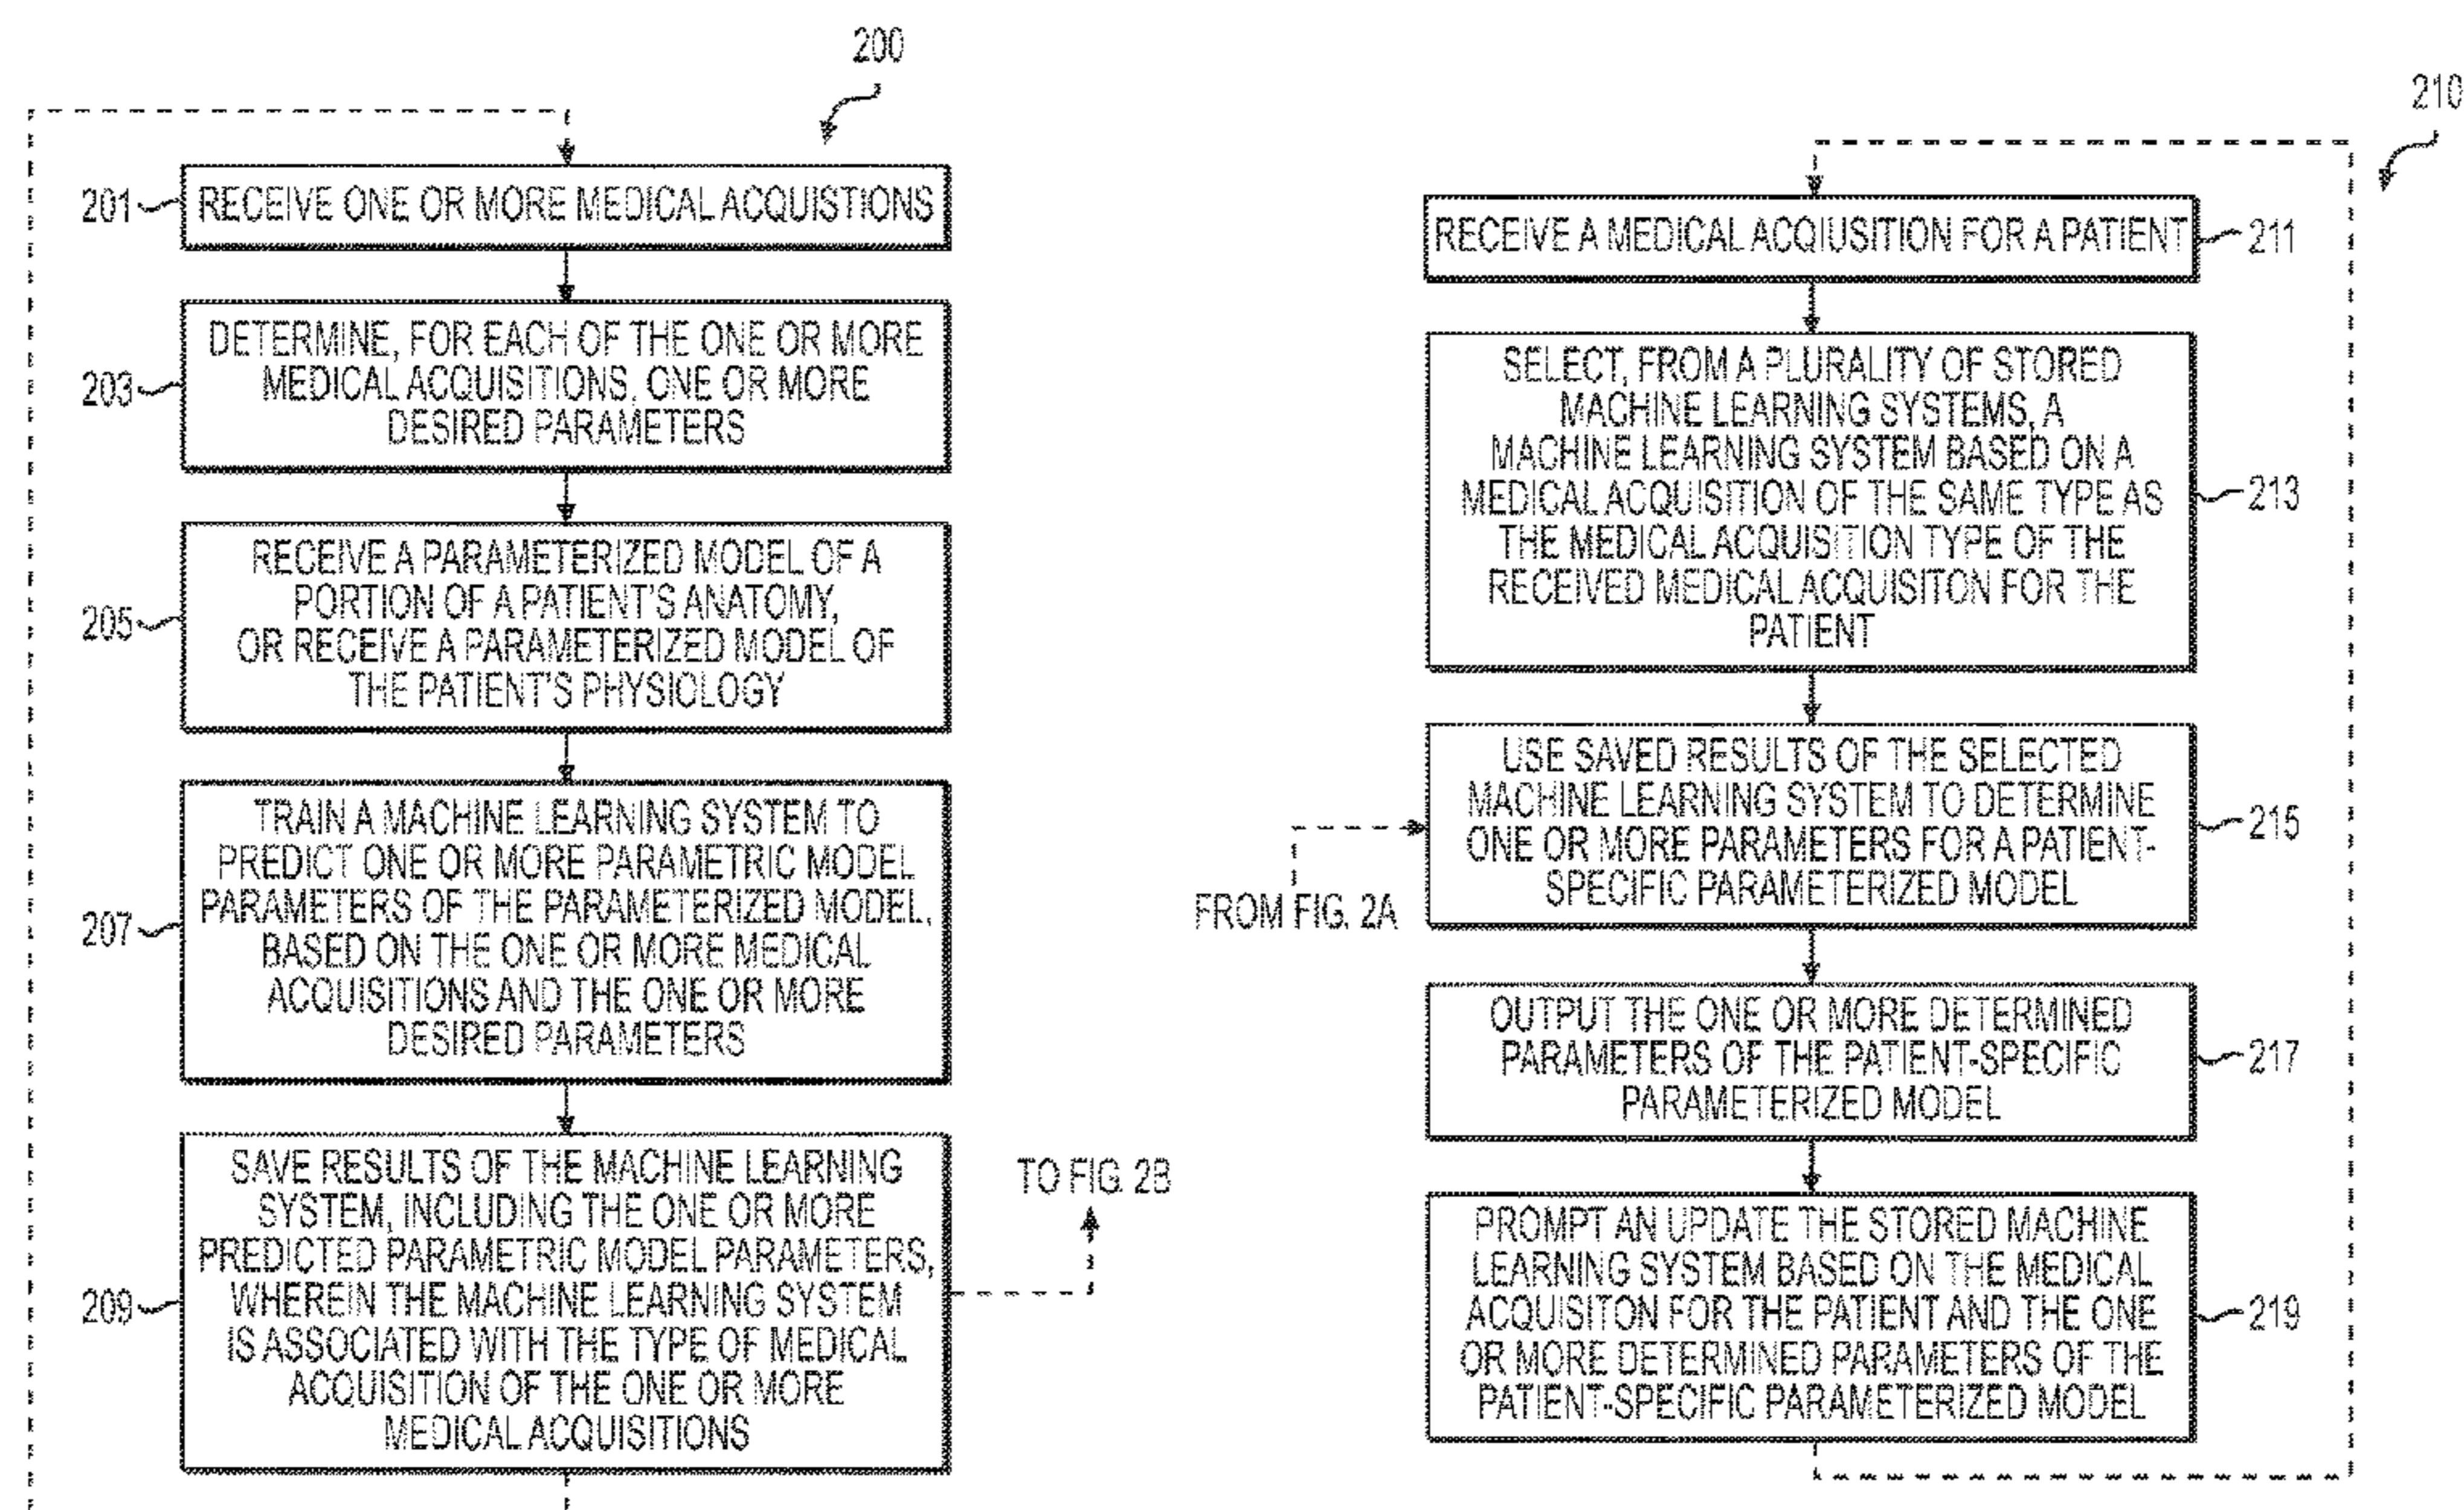 200
201
RECEIVE ONE OR MORE MEDICAL ACQUISTIONS
203
DETERMINE, FOR EACH OF THE ONE OR MORE
MEDICAL ACQUISITIONS, ONE OR MORE
DESIRED PARAMETERS
205
RECEIVE A PARAMETERIZED MODEL OF A
PORTION OF A PATIENT'S ANATOMY,
OR RECEIVE A PARAMETERIZED MODEL OF
THE PATIENT'S PHYSIOLOGY
207
TRAIN A MACHINE LEARNING SYSTEM TO
PREDICT ONE OR MORE PARAMETRIC MODEL
PARAMETERS OF THE PARAMETERIZED MODEL,
BASED ON THE ONE OR MORE MEDICAL
ACQUISITIONS AND THE ONE OR MORE
DESIRED PARAMETERS
209
SAVE RESULTS OF THE MACHINE LEARNING
SYSTEM, INCLUDING THE ONE OR MORE
PREDICTED PARAMETRIC MODEL PARAMETERS,
WHEREIN THE MACHINE LEARNING SYSTEM
IS ASSOCIATED WITH THE TYPE OF MEDICAL
ACQUISITION OF THE ONE OR MORE
MEDICAL ACQUISITIONS
TO FIG. 2B
210
RECEIVE A MEDICAL ACQIUSITION FOR A PATIENT
211
SELECT, FROM A PLURALITY OF STORED
MACHINE LEARNING SYSTEMS, A
MACHINE LEARNING SYSTEM BASED ON A
MEDICAL ACQUISITION OF THE SAME TYPE AS
THE MEDICAL ACQUISITION TYPE OF THE
RECEIVED MEDICAL ACQUISITON FOR THE
PATIENT
213
FROM FIG. 2A
USE SAVED RESULTS OF THE SELECTED
MACHINE LEARNING SYSTEM TO DETERMINE
ONE OR MORE PARAMETERS FOR A PATIENT-
SPECIFIC PARAMETERIZED MODEL
215
OUTPUT THE ONE OR MORE DETERMINED
PARAMETERS OF THE PATIENT-SPECIFIC
PARAMETERIZED MODEL
217
PROMPT AN UPDATE THE STORED MACHINE
LEARNING SYSTEM BASED ON THE MEDICAL
ACQUISITON FOR THE PATIENT AND THE ONE
OR MORE DETERMINED PARAMETERS OF THE
PATIENT-SPECIFIC PARAMETERIZED MODEL
219